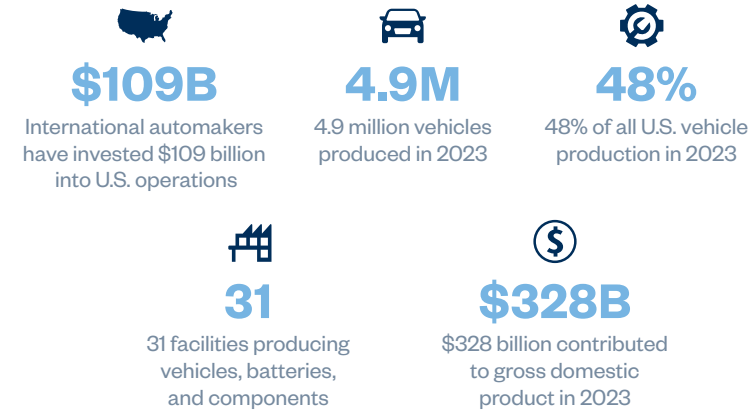 $109B
International automakers
have invested $109 billion
into U.S. operations
4.9M
4.9 million vehicles
produced in 2023
48%
48% of all U.S. vehicle
production in 2023
31
31 facilities producing
vehicles, batteries,
and components
$328B
$328 billion contributed
to gross domestic
product in 2023